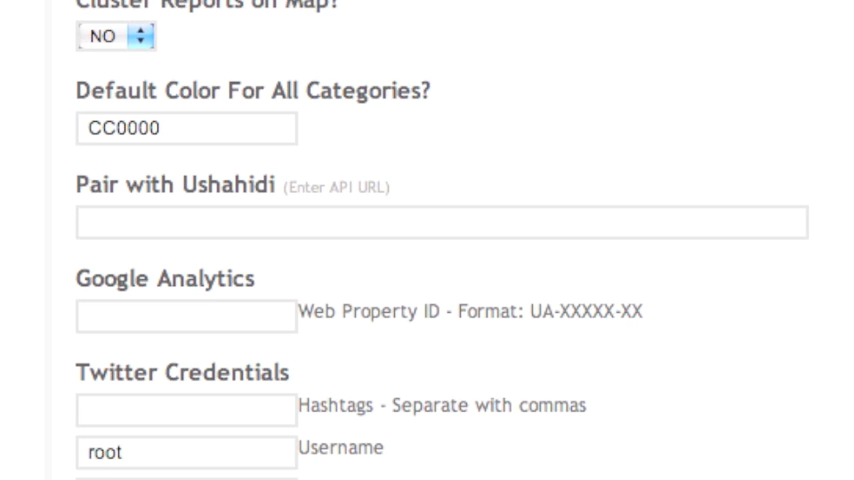 Cluster Reports on Map?
NO
Default Color For All Categories?
CC0000
Pair with Ushahidi (Enter API URL)
Google Analytics
Web Property ID - Format: UA-XXXXX-XX
Twitter Credentials
Hashtags - Separate with commas
root Username